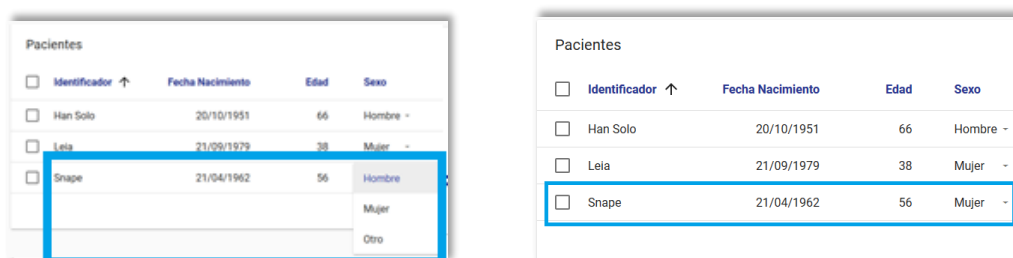 Pacientes
Identificador Fecha Nacimiento Edad Sexo
Han Solo 20/10/1951 66 Hombre
Leia 21/09/1979 38 Mujer
Snape 21/04/1962 56 Hombre
Mujer
Otro
Pacientes
Identificador Fecha Nacimiento Edad Sexo
Han Solo 20/10/1951 66 Hombre
Leia 21/09/1979 38 Mujer
Snape 21/04/1962 56 Mujer